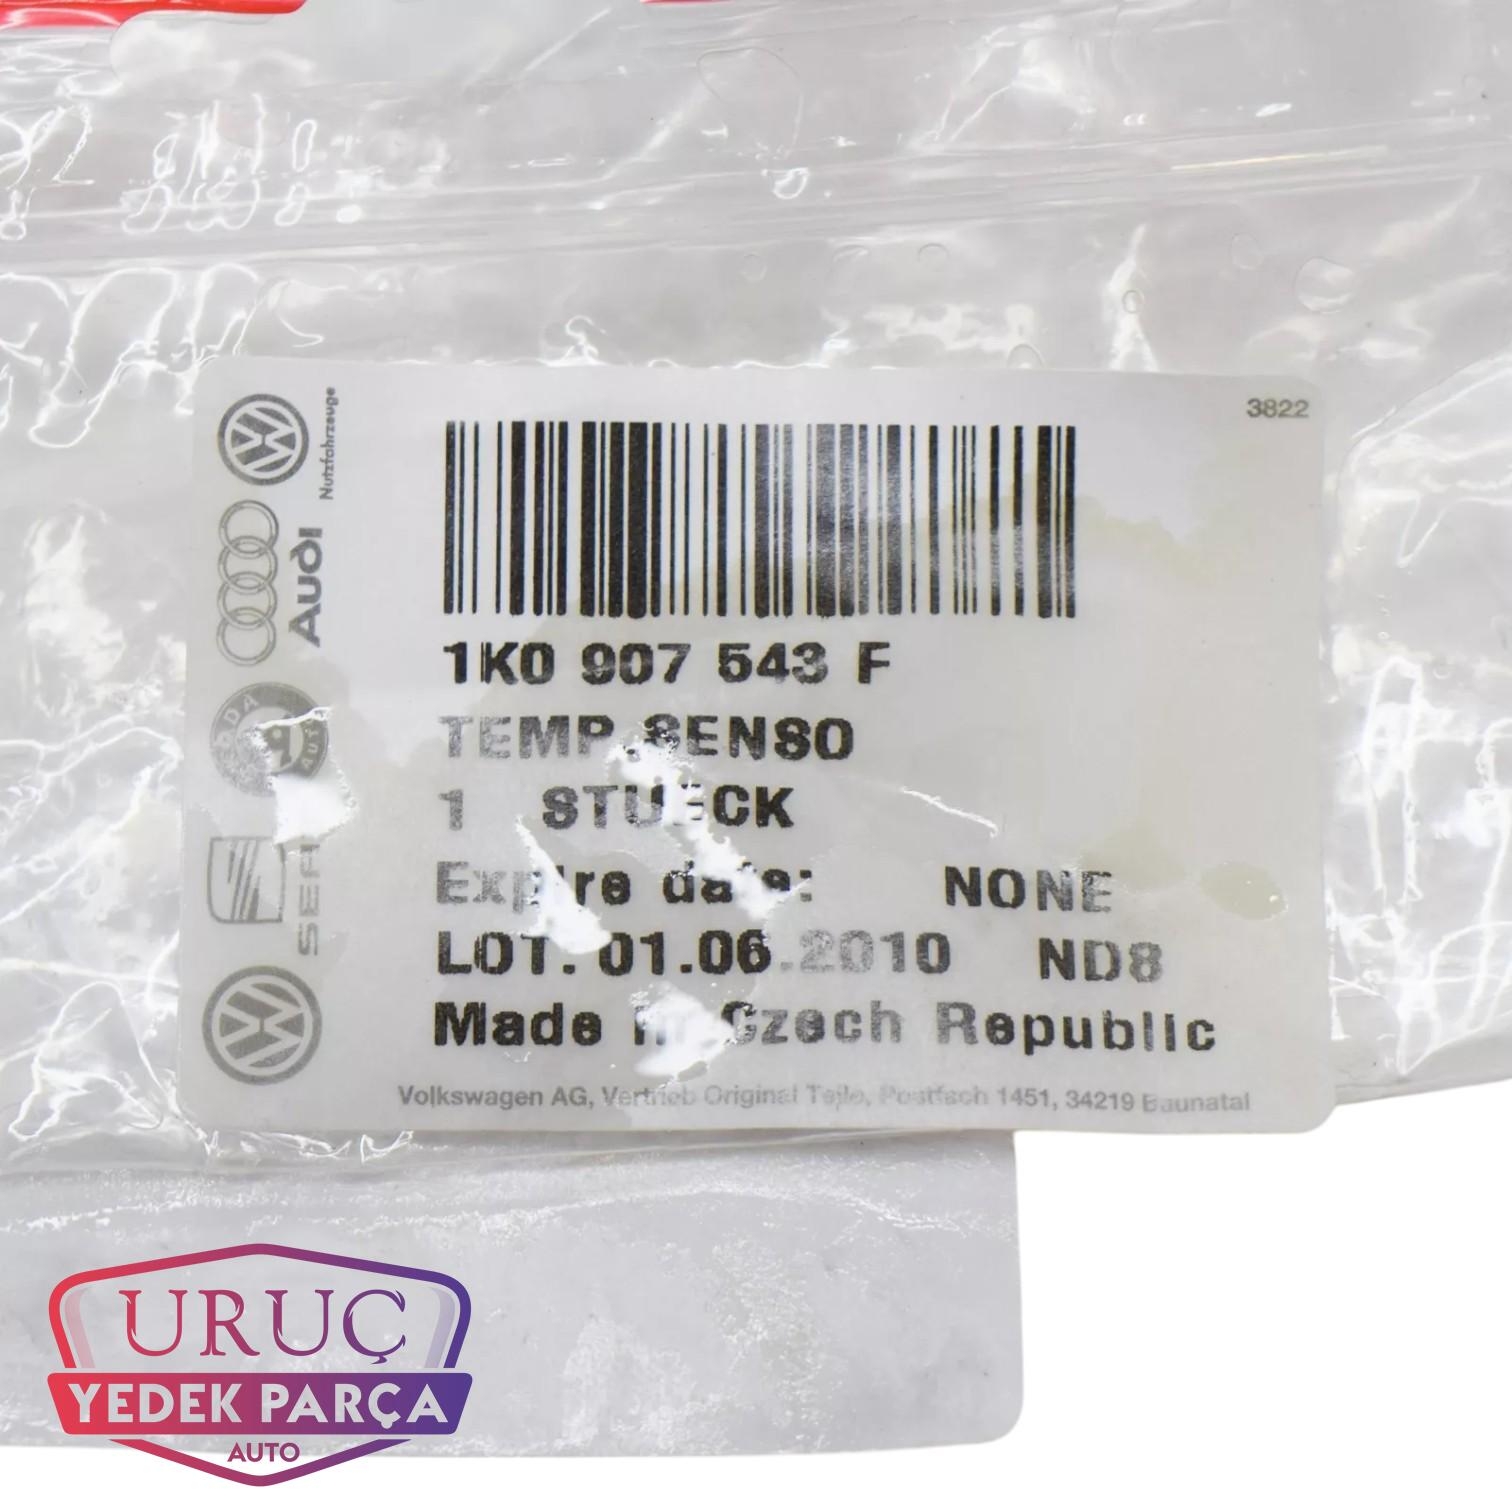 3822
Nutzfahrzeuge
Audi
1K0 907 543 F
TEMP.SENSO
1 STUECK
Expire date: NONE
LOT. 01.06.2010 ND8
Made in Czech Republic
Volkswagen AG, Vertrieb Original Teile, Postfach 1451, 34219 Baunatal
URUÇ
YEDEK PARÇA
AUTO